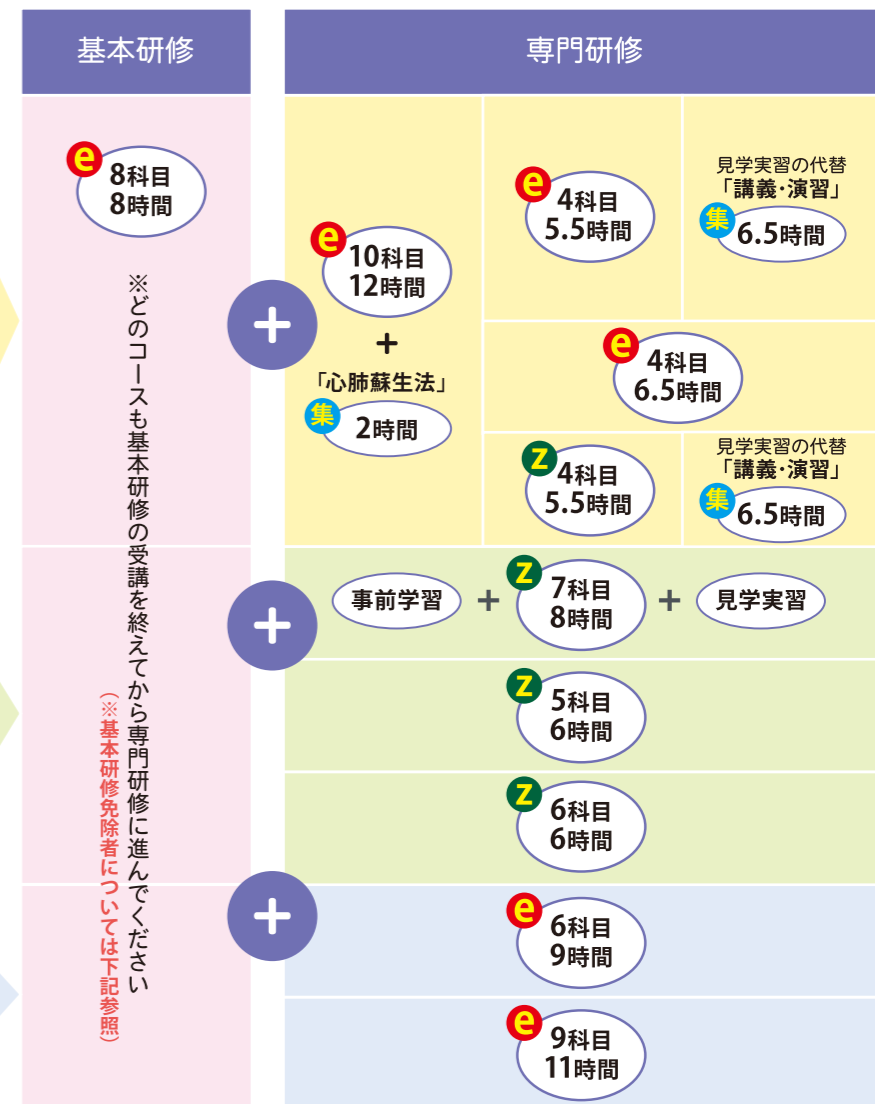 基本研修
専門研修
e
8科目
8時間
※どのコースも基本研修の受講を終えてから専門研修に進んでください
(※基本研修免除者については下記参照)
+
e
10科目
12時間
+
「心肺蘇生法」
集
2時間
e
4科目
5.5時間
見学実習の代替
「講義・演習」
集
6.5時間
e
4科目
6.5時間
z
4科目
5.5時間
見学実習の代替
「講義・演習」
集
6.5時間
+
事前学習
+
z
7科目
8時間
+
見学実習
z
5科目
6時間
z
6科目
6時間
+
e
6科目
9時間
e
9科目
11時間